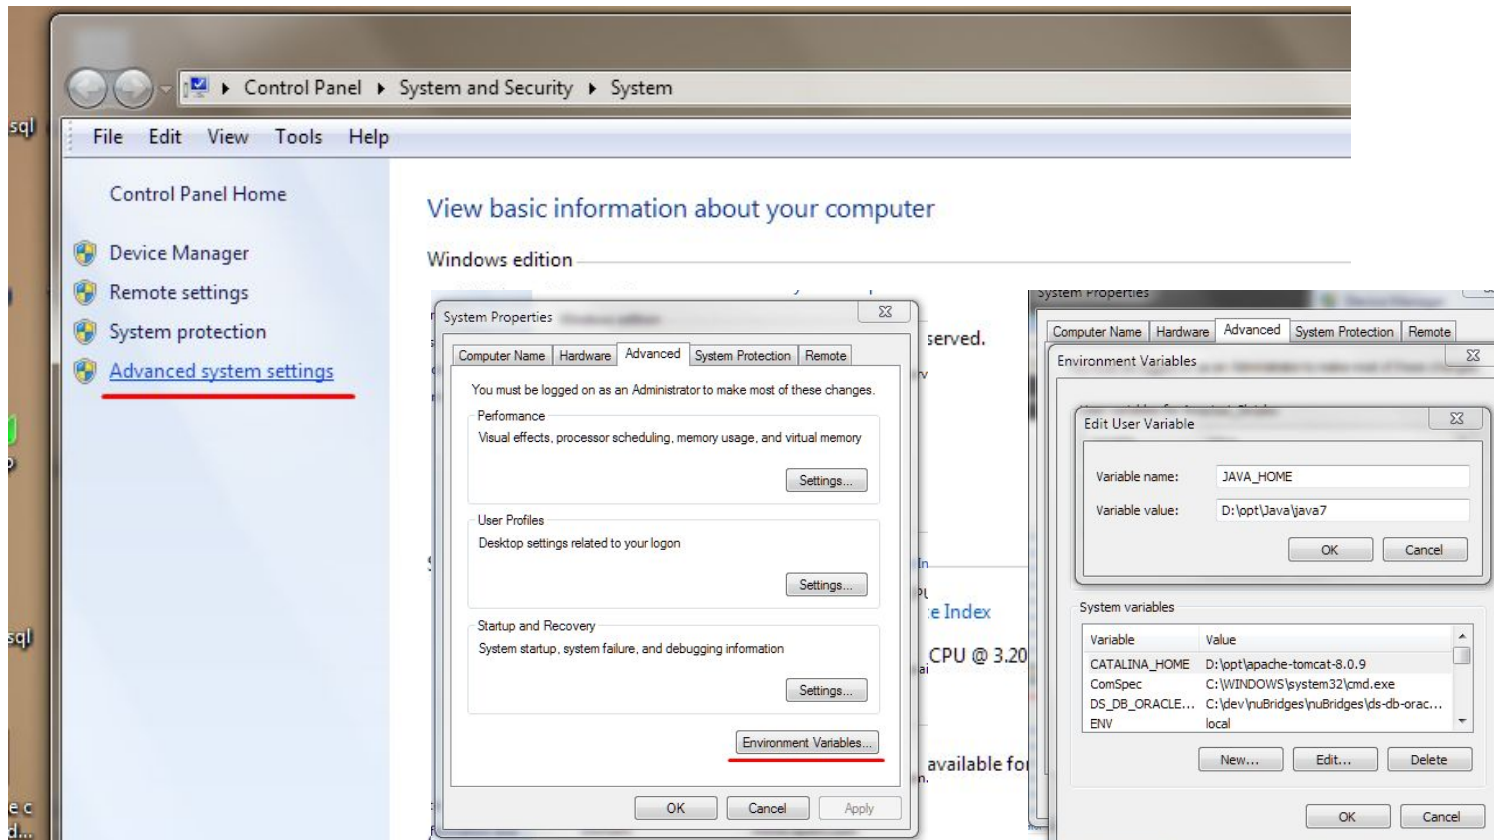 sql
Control Panel ▸ System and Security ▸ System
File Edit View Tools Help
Control Panel Home
Device Manager
Remote settings
System protection
Advanced system settings
View basic information about your computer
Windows edition
System Properties
Computer Name Hardware Advanced System Protection Remote
You must be logged on as an Administrator to make most of these changes.
Performance
Visual effects, processor scheduling, memory usage, and virtual memory
Settings...
User Profiles
Desktop settings related to your logon
Settings...
Startup and Recovery
System startup, system failure, and debugging information
Settings...
Environment Variables...
OK Cancel Apply
served.
e Index
CPU @ 3.20
available for
System Properties
Computer Name Hardware Advanced System Protection Remote
Environment Variables
Edit User Variable
Variable name: JAVA_HOME
Variable value: D:\opt\Java\java7
OK Cancel
System variables
Variable Value
CATALINA_HOME D:\opt\apache-tomcat-8.0.9
ComSpec C:\WINDOWS\system32\cmd.exe
DS_DB_ORACLE... C:\dev\nuBridges\nuBridges\ds-db-orac...
ENV local
New... Edit... Delete
OK Cancel
sql
e c
d...